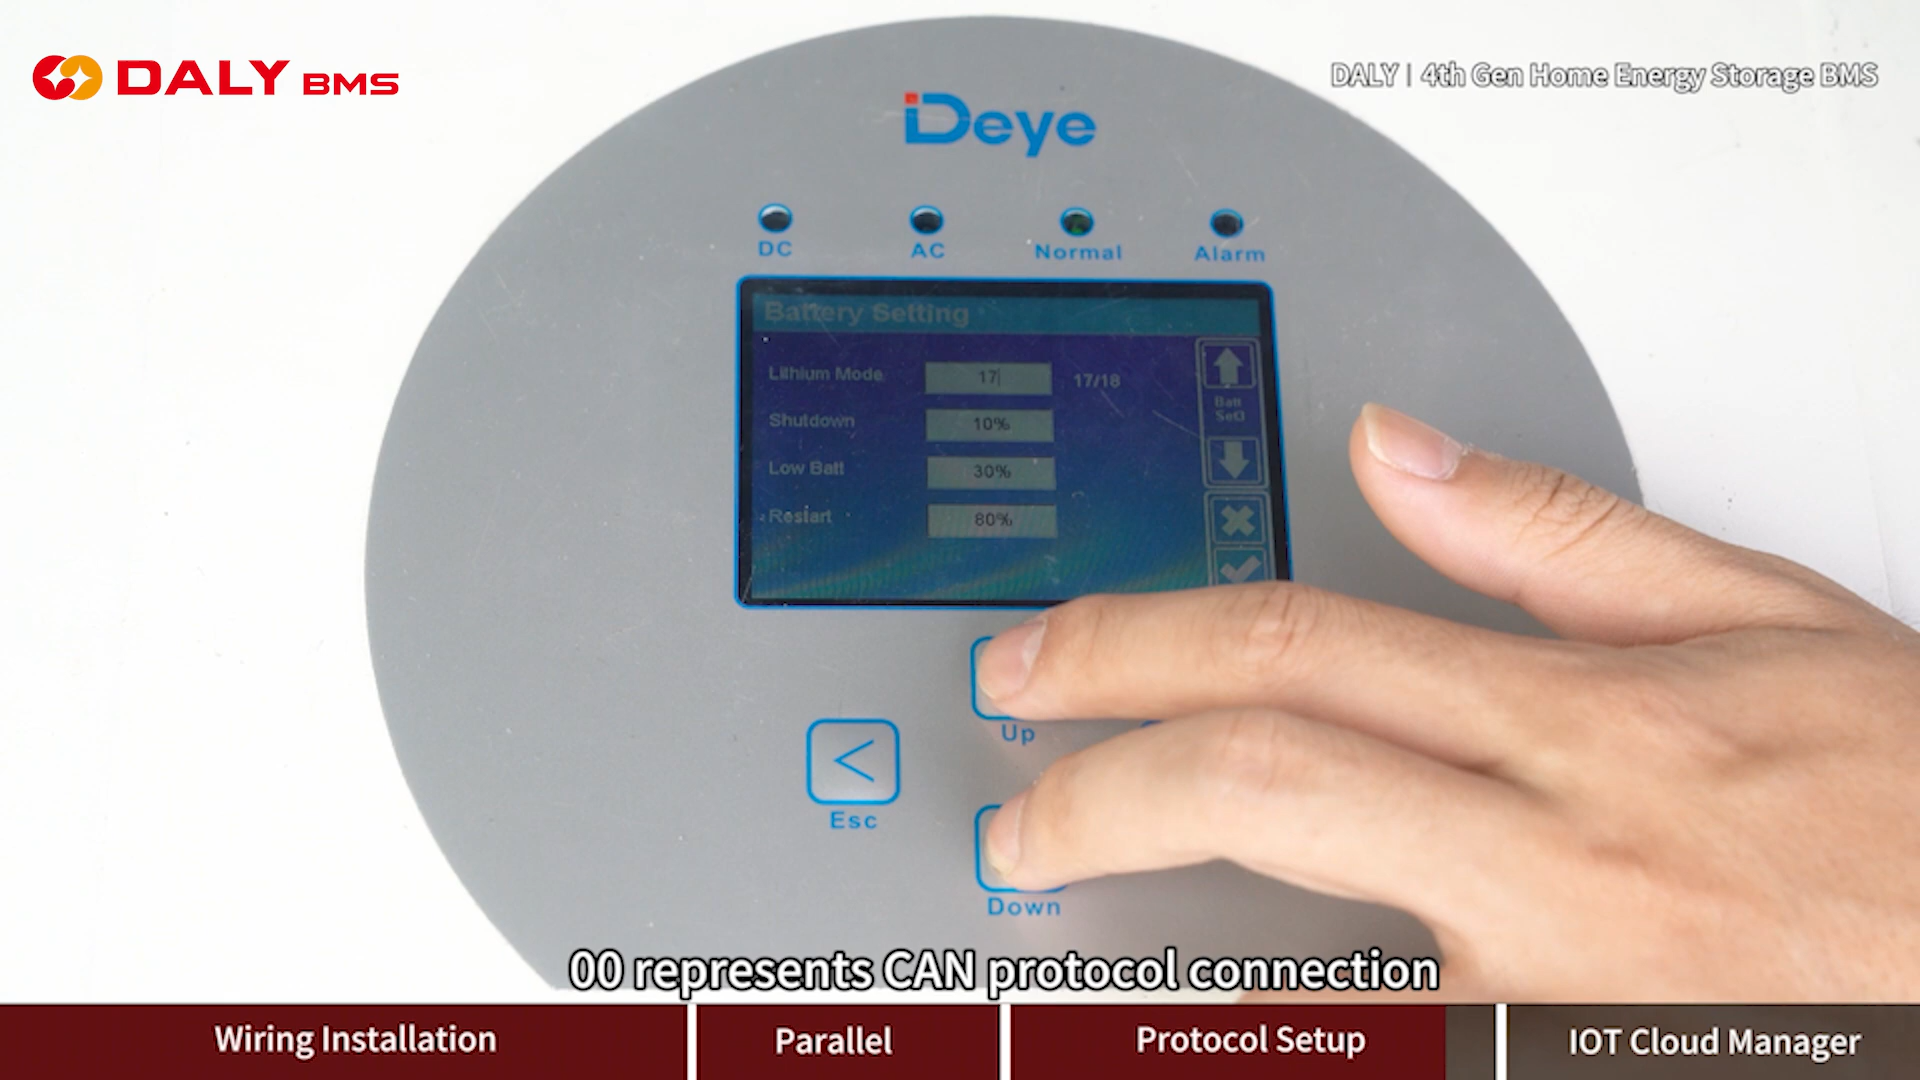 DALY BMS
DALY | 4th Gen Home Energy Storage BMS
Deye
DC AC Normal Alarm
Battery Setting
Lithium Mode 17 17/18
Batt
Set3
Shutdown 10%
Low Batt 30%
Restart 80%
Up
Esc
Down
00 represents CAN protocol connection
Wiring Installation Parallel Protocol Setup IOT Cloud Manager